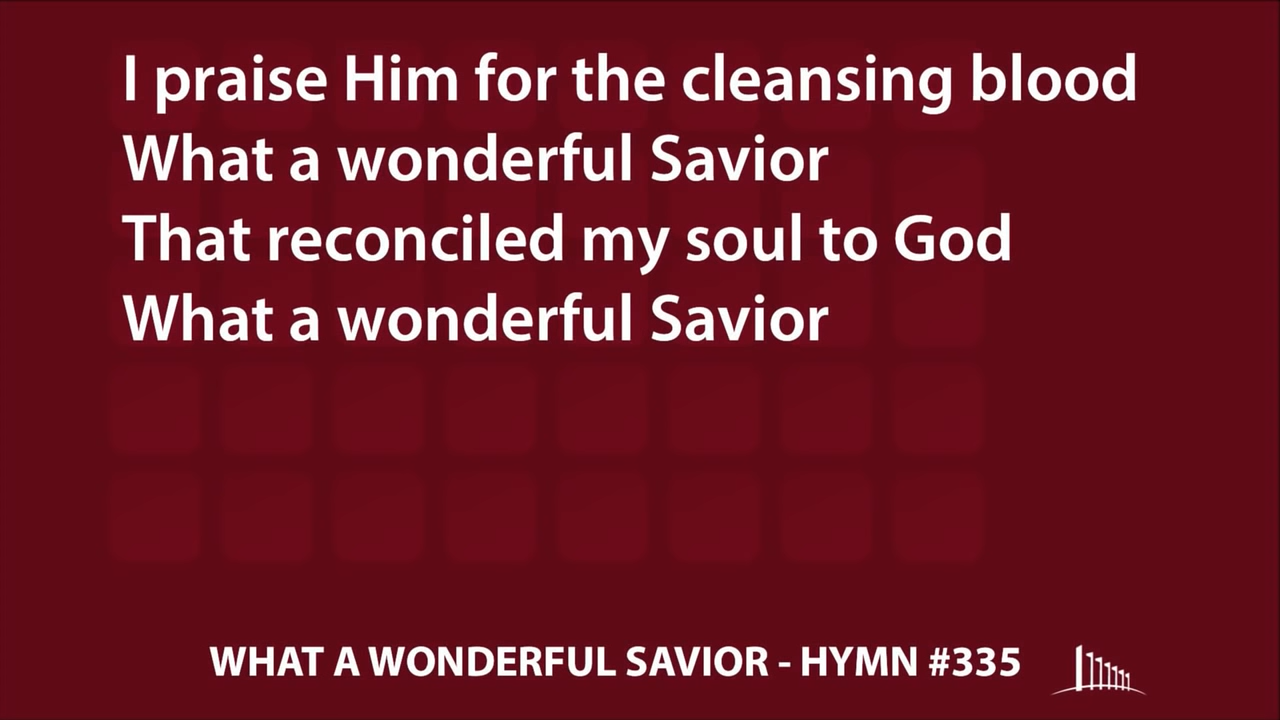 I praise Him for the cleansing blood
What a wonderful Savior
That reconciled my soul to God
What a wonderful Savior
WHAT A WONDERFUL SAVIOR - HYMN #335